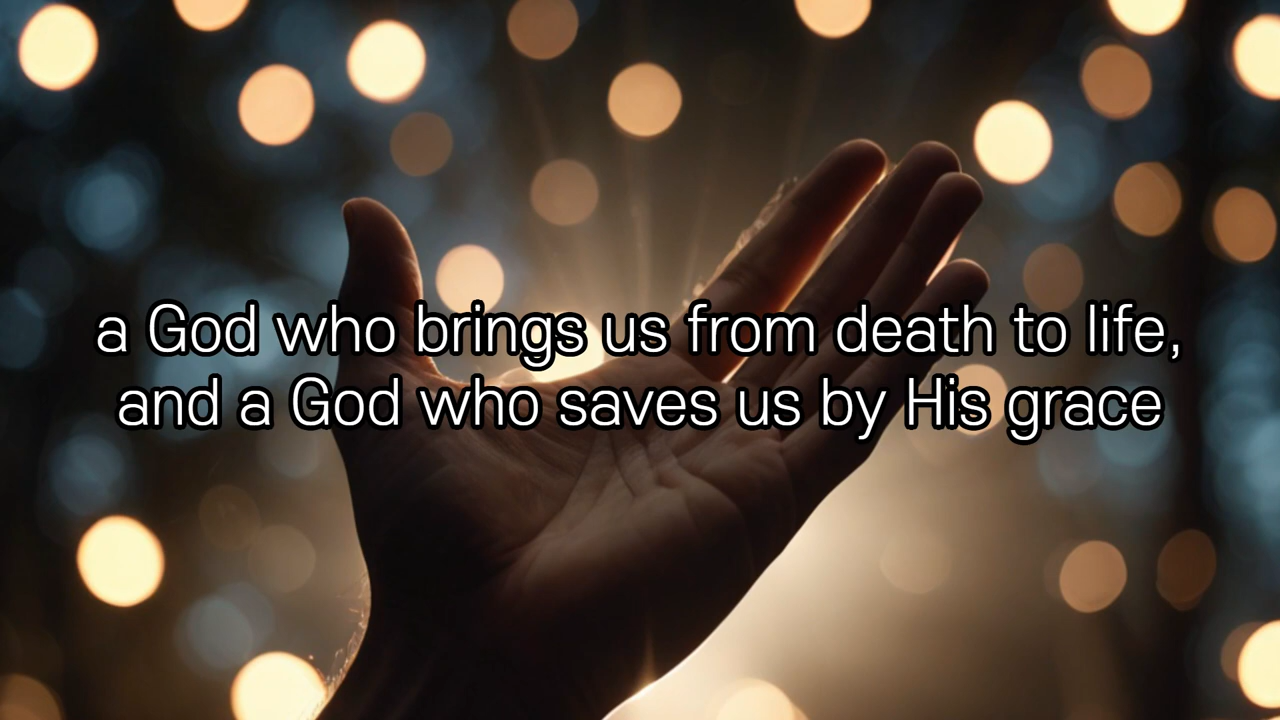 a God who brings us from death to life,
and a God who saves us by His grace